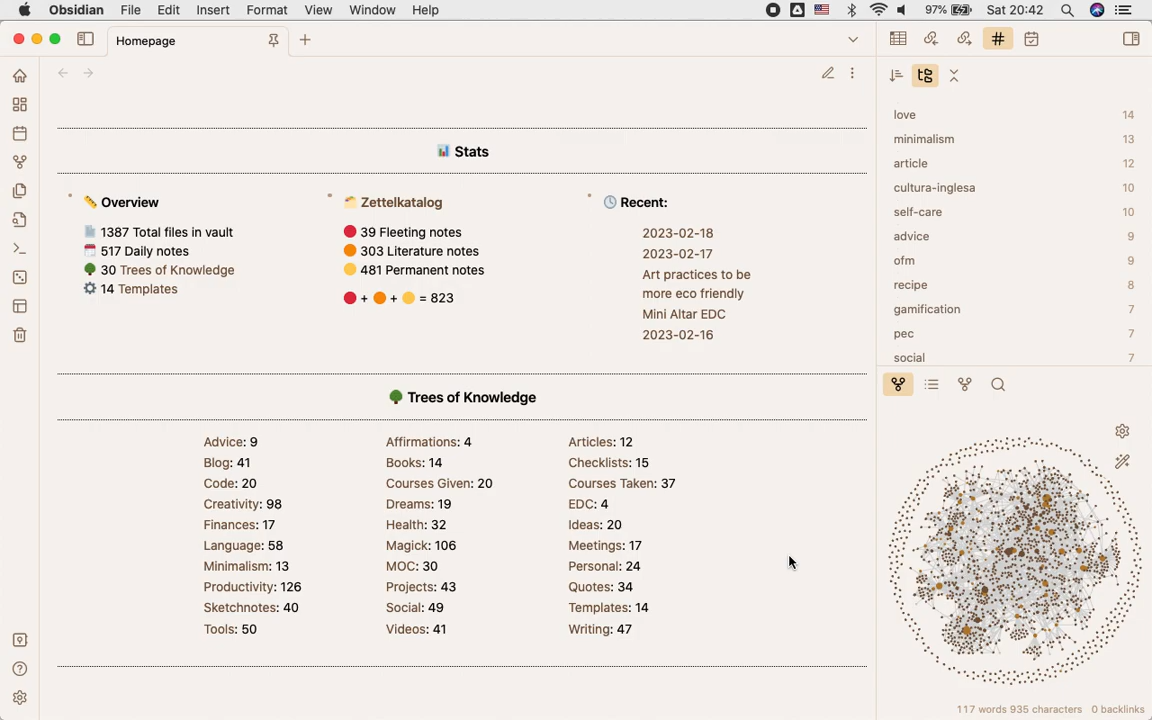 Obsidian File Edit Insert Format View Window Help 97% Sat 20:42
Homepage
Stats
Overview
1387 Total files in vault
517 Daily notes
30 Trees of Knowledge
14 Templates
Zettelkatalog
39 Fleeting notes
303 Literature notes
481 Permanent notes
+ + = 823
Recent:
2023-02-18
2023-02-17
Art practices to be
more eco friendly
Mini Altar EDC
2023-02-16
Trees of Knowledge
Advice: 9 Affirmations: 4 Articles: 12
Blog: 41 Books: 14 Checklists: 15
Code: 20 Courses Given: 20 Courses Taken: 37
Creativity: 98 Dreams: 19 EDC: 4
Finances: 17 Health: 32 Ideas: 20
Language: 58 Magick: 106 Meetings: 17
Minimalism: 13 MOC: 30 Personal: 24
Productivity: 126 Projects: 43 Quotes: 34
Sketchnotes: 40 Social: 49 Templates: 14
Tools: 50 Videos: 41 Writing: 47
love 14
minimalism 13
article 12
cultura-inglesa 10
self-care 10
advice 9
ofm 9
recipe 8
gamification 7
pec 7
social 7
117 words 935 characters 0 backlinks